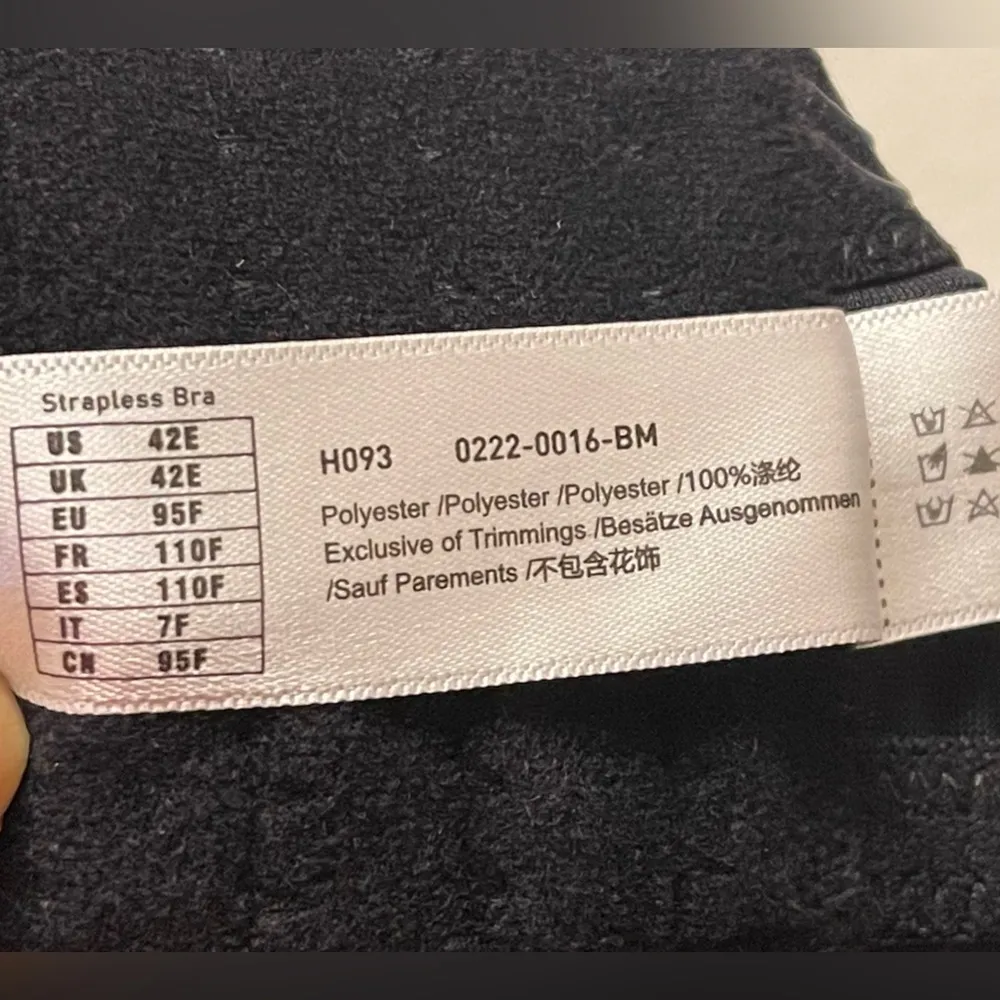 Strapless Bra
US 42E
UK 42E
EU 95F
FR 110F
ES 110F
IT 7F
CN 95F
H093 0222-0016-BM
Polyester /Polyester /Polyester /100%涤纶
Exclusive of Trimmings /Besätze Ausgenommen
/Sauf Parements /不包含花饰